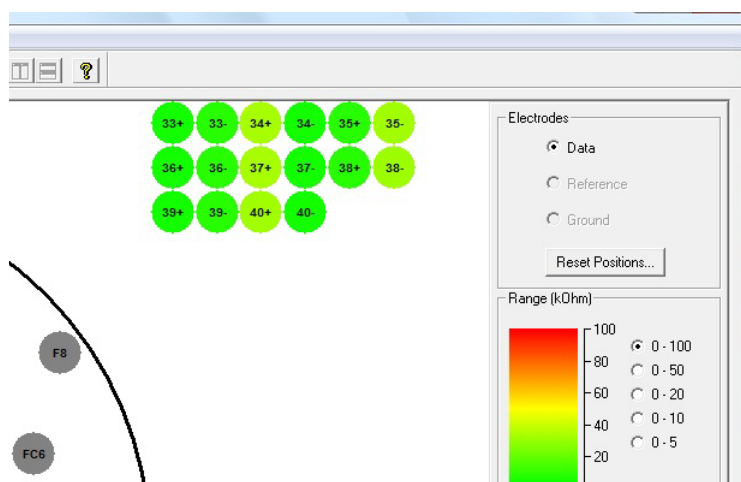 ?
33+ 33- 34+ 34- 35+ 35-
36+ 36- 37+ 37- 38+ 38-
39+ 39- 40+ 40-
F8
FC6
Electrodes
Data
Reference
Ground
Reset Positions...
Range (kOhm)
100
80
60
40
20
0 - 100
0 - 50
0 - 20
0 - 10
0 - 5